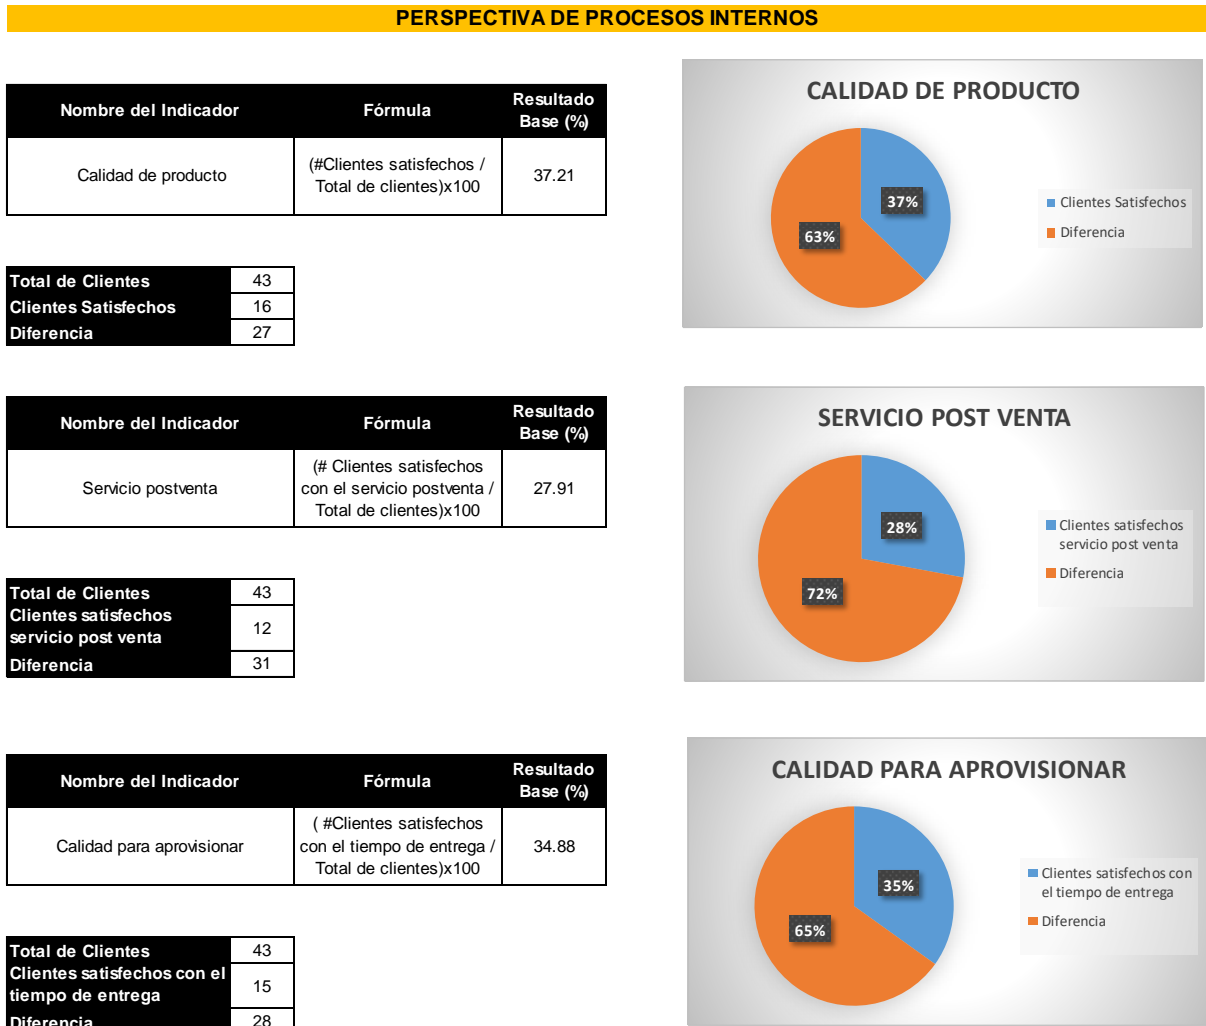 PERSPECTIVA DE PROCESOS INTERNOS
Nombre del Indicador
Fórmula
Resultado
Base (%)
Calidad de producto
(#Clientes satisfechos /
Total de clientes)x100
37.21
Total de Clientes 43
Clientes Satisfechos 16
Diferencia 27
CALIDAD DE PRODUCTO
37%
63%
Clientes Satisfechos
Diferencia
Nombre del Indicador
Fórmula
Resultado
Base (%)
Servicio postventa
(# Clientes satisfechos
con el servicio postventa /
Total de clientes)x100
27.91
Total de Clientes 43
Clientes satisfechos
servicio post venta
12
Diferencia 31
SERVICIO POST VENTA
28%
72%
Clientes satisfechos
servicio post venta
Diferencia
Nombre del Indicador
Fórmula
Resultado
Base (%)
Calidad para aprovisionar
( #Clientes satisfechos
con el tiempo de entrega /
Total de clientes)x100
34.88
Total de Clientes 43
Clientes satisfechos con el
tiempo de entrega
15
Diferencia 28
CALIDAD PARA APROVISIONAR
35%
65%
Clientes satisfechos con
el tiempo de entrega
Diferencia